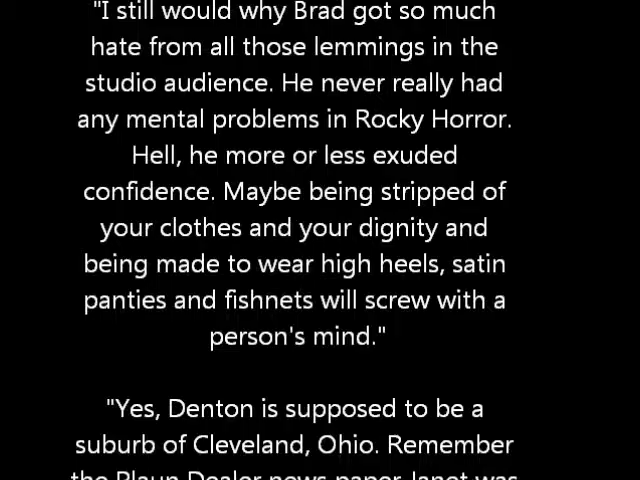 "I still would why Brad got so much
hate from all those lemmings in the
studio audience. He never really had
any mental problems in Rocky Horror.
Hell, he more or less exuded
confidence. Maybe being stripped of
your clothes and your dignity and
being made to wear high heels, satin
panties and fishnets will screw with a
person's mind."
"Yes, Denton is supposed to be a
suburb of Cleveland, Ohio. Remember
the Plaun Dealer news paper Janet was